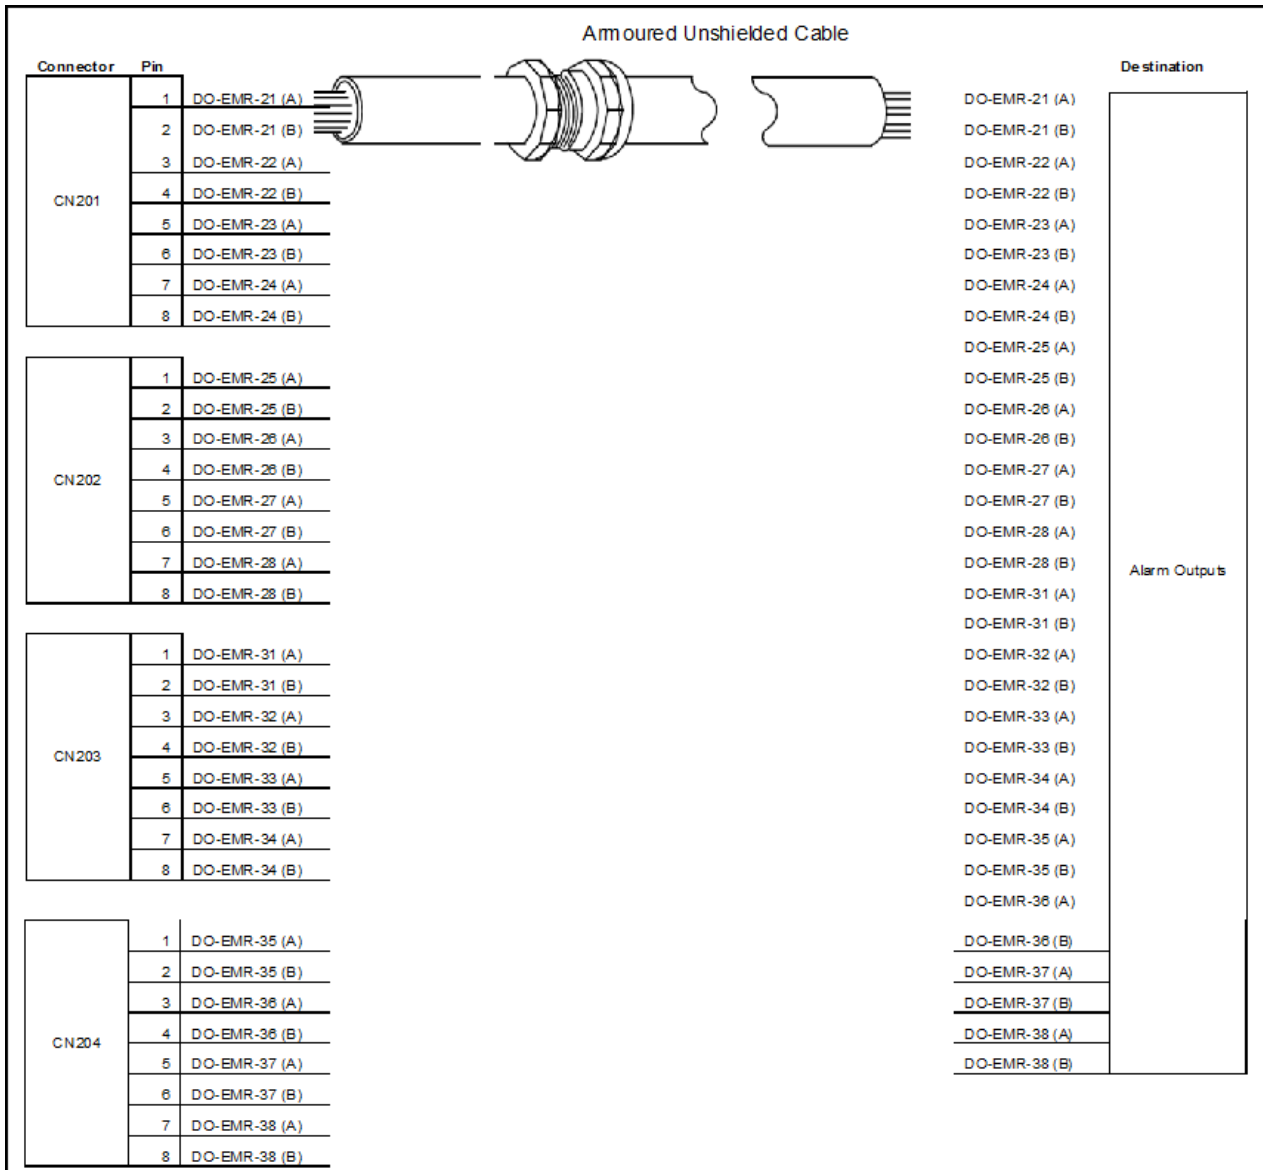 Armoured Unshielded Cable
Connector Pin
Destination
CN201
1 DO-EMR-21 (A)
2 DO-EMR-21 (B)
3 DO-EMR-22 (A)
4 DO-EMR-22 (B)
5 DO-EMR-23 (A)
6 DO-EMR-23 (B)
7 DO-EMR-24 (A)
8 DO-EMR-24 (B)
CN202
1 DO-EMR-25 (A)
2 DO-EMR-25 (B)
3 DO-EMR-26 (A)
4 DO-EMR-26 (B)
5 DO-EMR-27 (A)
6 DO-EMR-27 (B)
7 DO-EMR-28 (A)
8 DO-EMR-28 (B)
CN203
1 DO-EMR-31 (A)
2 DO-EMR-31 (B)
3 DO-EMR-32 (A)
4 DO-EMR-32 (B)
5 DO-EMR-33 (A)
6 DO-EMR-33 (B)
7 DO-EMR-34 (A)
8 DO-EMR-34 (B)
CN204
1 DO-EMR-35 (A)
2 DO-EMR-35 (B)
3 DO-EMR-36 (A)
4 DO-EMR-36 (B)
5 DO-EMR-37 (A)
6 DO-EMR-37 (B)
7 DO-EMR-38 (A)
8 DO-EMR-38 (B)
DO-EMR-21 (A)
DO-EMR-21 (B)
DO-EMR-22 (A)
DO-EMR-22 (B)
DO-EMR-23 (A)
DO-EMR-23 (B)
DO-EMR-24 (A)
DO-EMR-24 (B)
DO-EMR-25 (A)
DO-EMR-25 (B)
DO-EMR-26 (A)
DO-EMR-26 (B)
DO-EMR-27 (A)
DO-EMR-27 (B)
DO-EMR-28 (A)
DO-EMR-28 (B)
DO-EMR-31 (A)
DO-EMR-31 (B)
DO-EMR-32 (A)
DO-EMR-32 (B)
DO-EMR-33 (A)
DO-EMR-33 (B)
DO-EMR-34 (A)
DO-EMR-34 (B)
DO-EMR-35 (A)
DO-EMR-35 (B)
DO-EMR-36 (A)
DO-EMR-36 (B)
DO-EMR-37 (A)
DO-EMR-37 (B)
DO-EMR-38 (A)
DO-EMR-38 (B)
Alarm Outputs